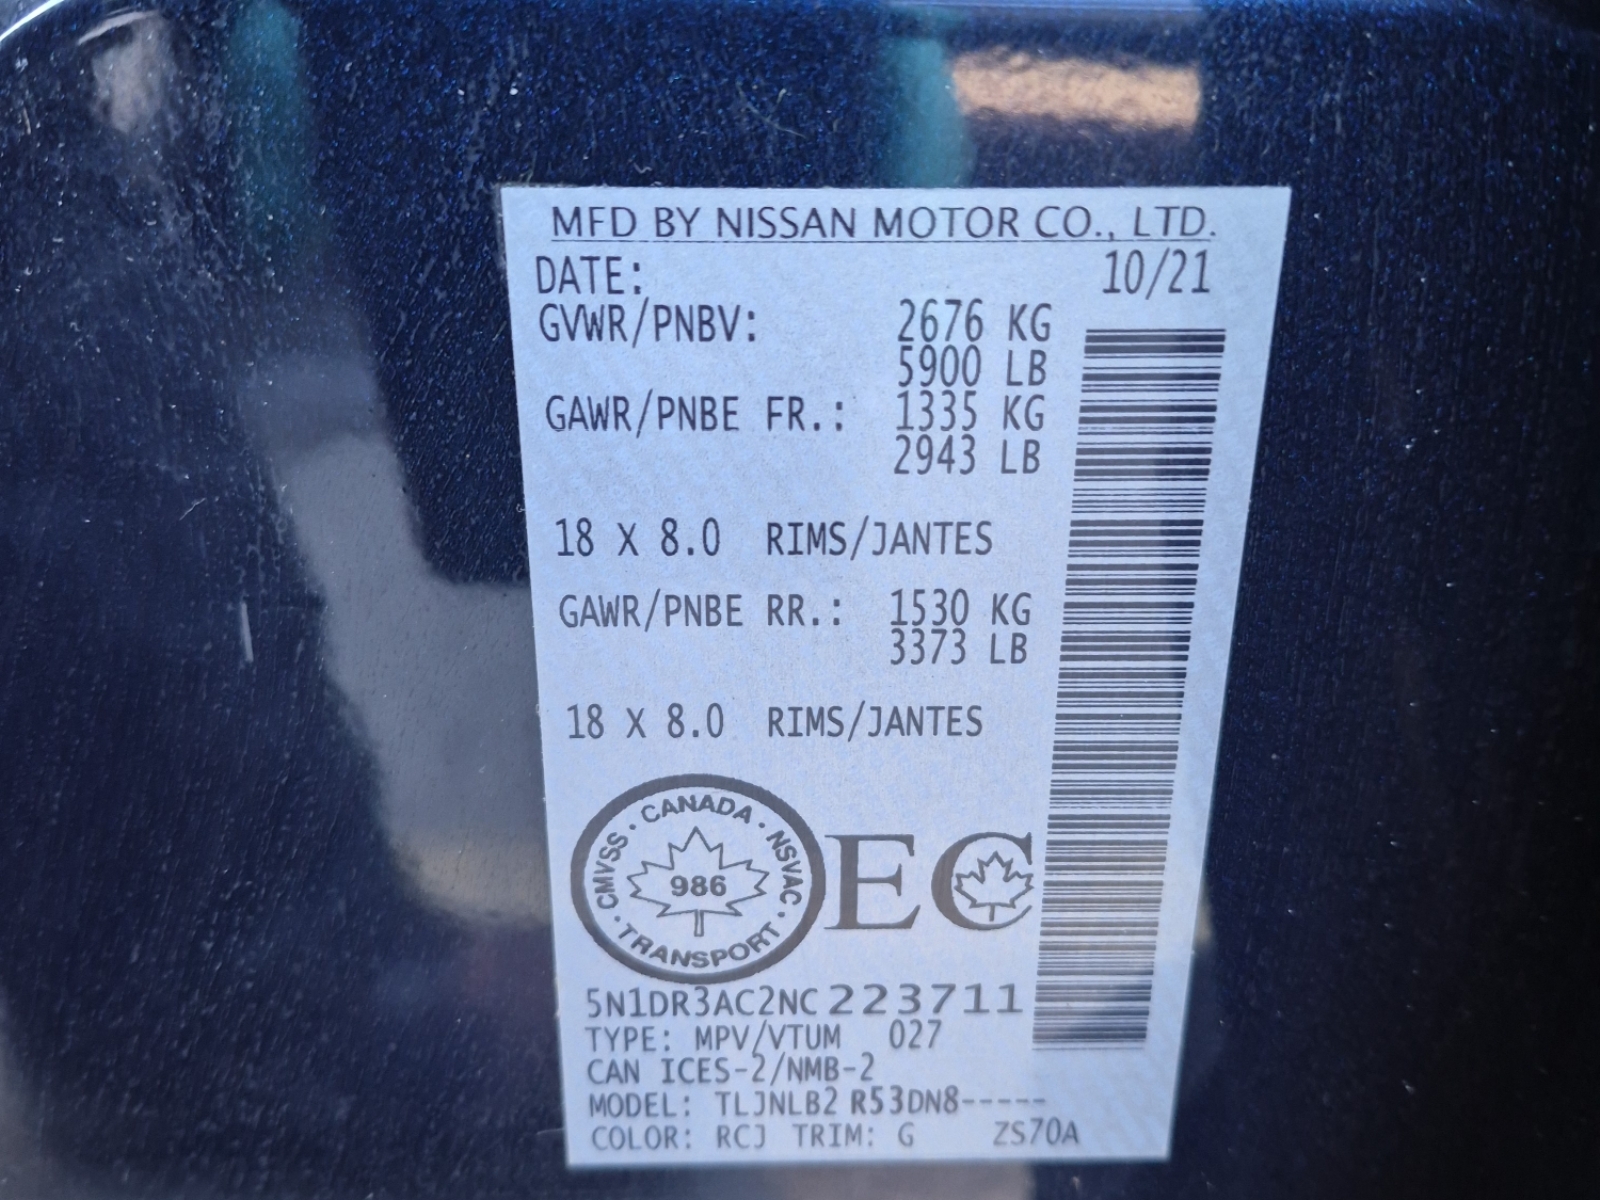 MFD BY NISSAN MOTOR CO., LTD.
DATE: 10/21
GVWR/PNBV: 2676 KG
5900 LB
GAWR/PNBE FR.: 1335 KG
2943 LB
18 X 8.0 RIMS/JANTES
GAWR/PNBE RR.: 1530 KG
3373 LB
18 X 8.0 RIMS/JANTES
CMVSS · CANADA · NSVAC · TRANSPORT ·
986
EC
5N1DR3AC2NC223711
TYPE: MPV/VTUM 027
CAN ICES-2/NMB-2
MODEL: TLJNLB2 R53DN8-----
COLOR: RCJ TRIM: G ZS70A